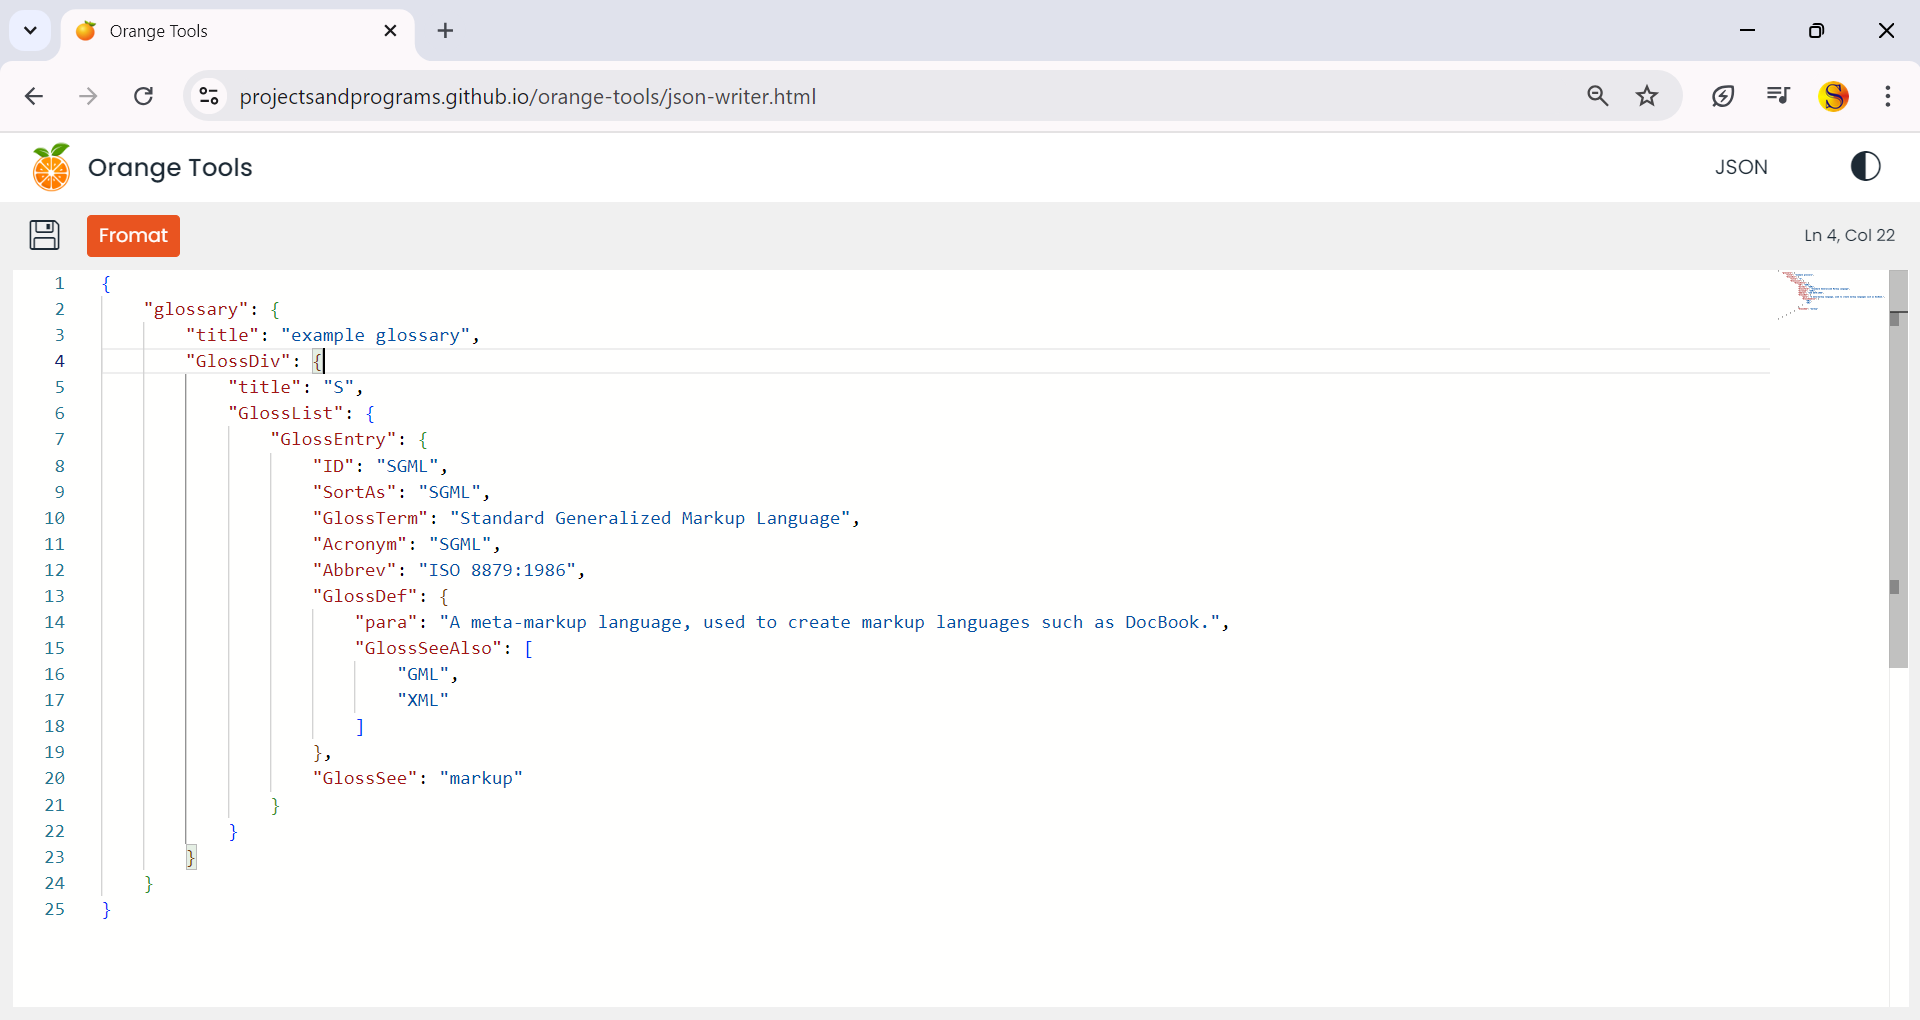 Orange Tools
projectsandprograms.github.io/orange-tools/json-writer.html
S
Orange Tools
JSON
Fromat
Ln 4, Col 22
1 {
2     "glossary": {
3         "title": "example glossary",
4         "GlossDiv": {
5             "title": "S",
6             "GlossList": {
7                 "GlossEntry": {
8                     "ID": "SGML",
9                     "SortAs": "SGML",
10                     "GlossTerm": "Standard Generalized Markup Language",
11                     "Acronym": "SGML",
12                     "Abbrev": "ISO 8879:1986",
13                     "GlossDef": {
14                         "para": "A meta-markup language, used to create markup languages such as DocBook.",
15                         "GlossSeeAlso": [
16                             "GML",
17                             "XML"
18                         ]
19                     },
20                     "GlossSee": "markup"
21                 }
22             }
23         }
24     }
25 }